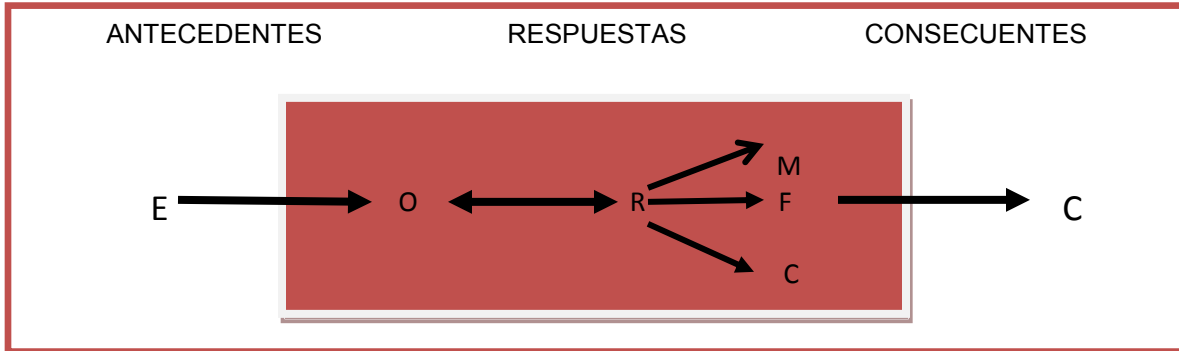 ANTECEDENTES RESPUESTAS CONSECUENTES
M
E O R F C
C